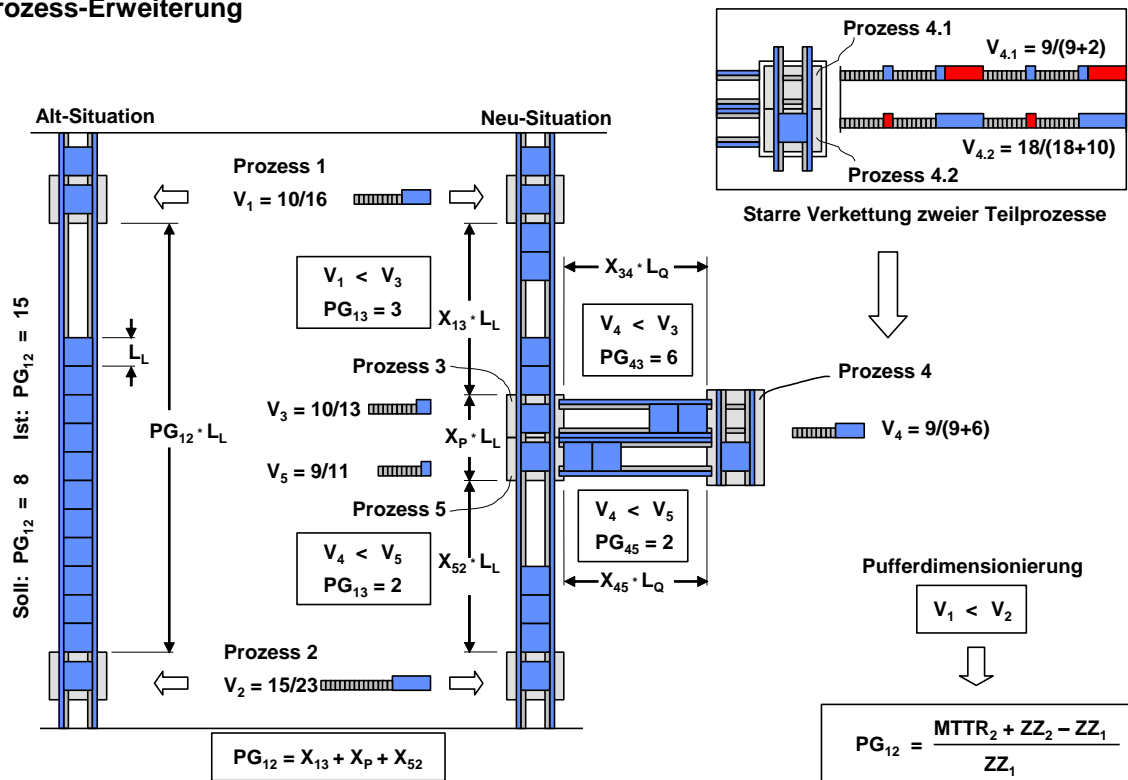 rozess-Erweiterung
Prozess 4.1
V4.1 = 9/(9+2)
V4.2 = 18/(18+10)
Prozess 4.2
Starre Verkettung zweier Teilprozesse
Alt-Situation
Neu-Situation
Prozess 1
V1 = 10/16
V1 < V3
PG13 = 3
X13 · LL
X34 · LQ
V4 < V3
PG43 = 6
Soll: PG12 = 8 Ist: PG12 = 15
LL
PG12 · LL
Prozess 3
V3 = 10/13
XP · LL
V5 = 9/11
Prozess 5
Prozess 4
V4 = 9/(9+6)
V4 < V5
PG13 = 2
X52 · LL
V4 < V5
PG45 = 2
X45 · LQ
Pufferdimensionierung
V1 < V2
Prozess 2
V2 = 15/23
PG12 = X13 + XP + X52
PG12 = MTTR2 + ZZ2 – ZZ1
ZZ1